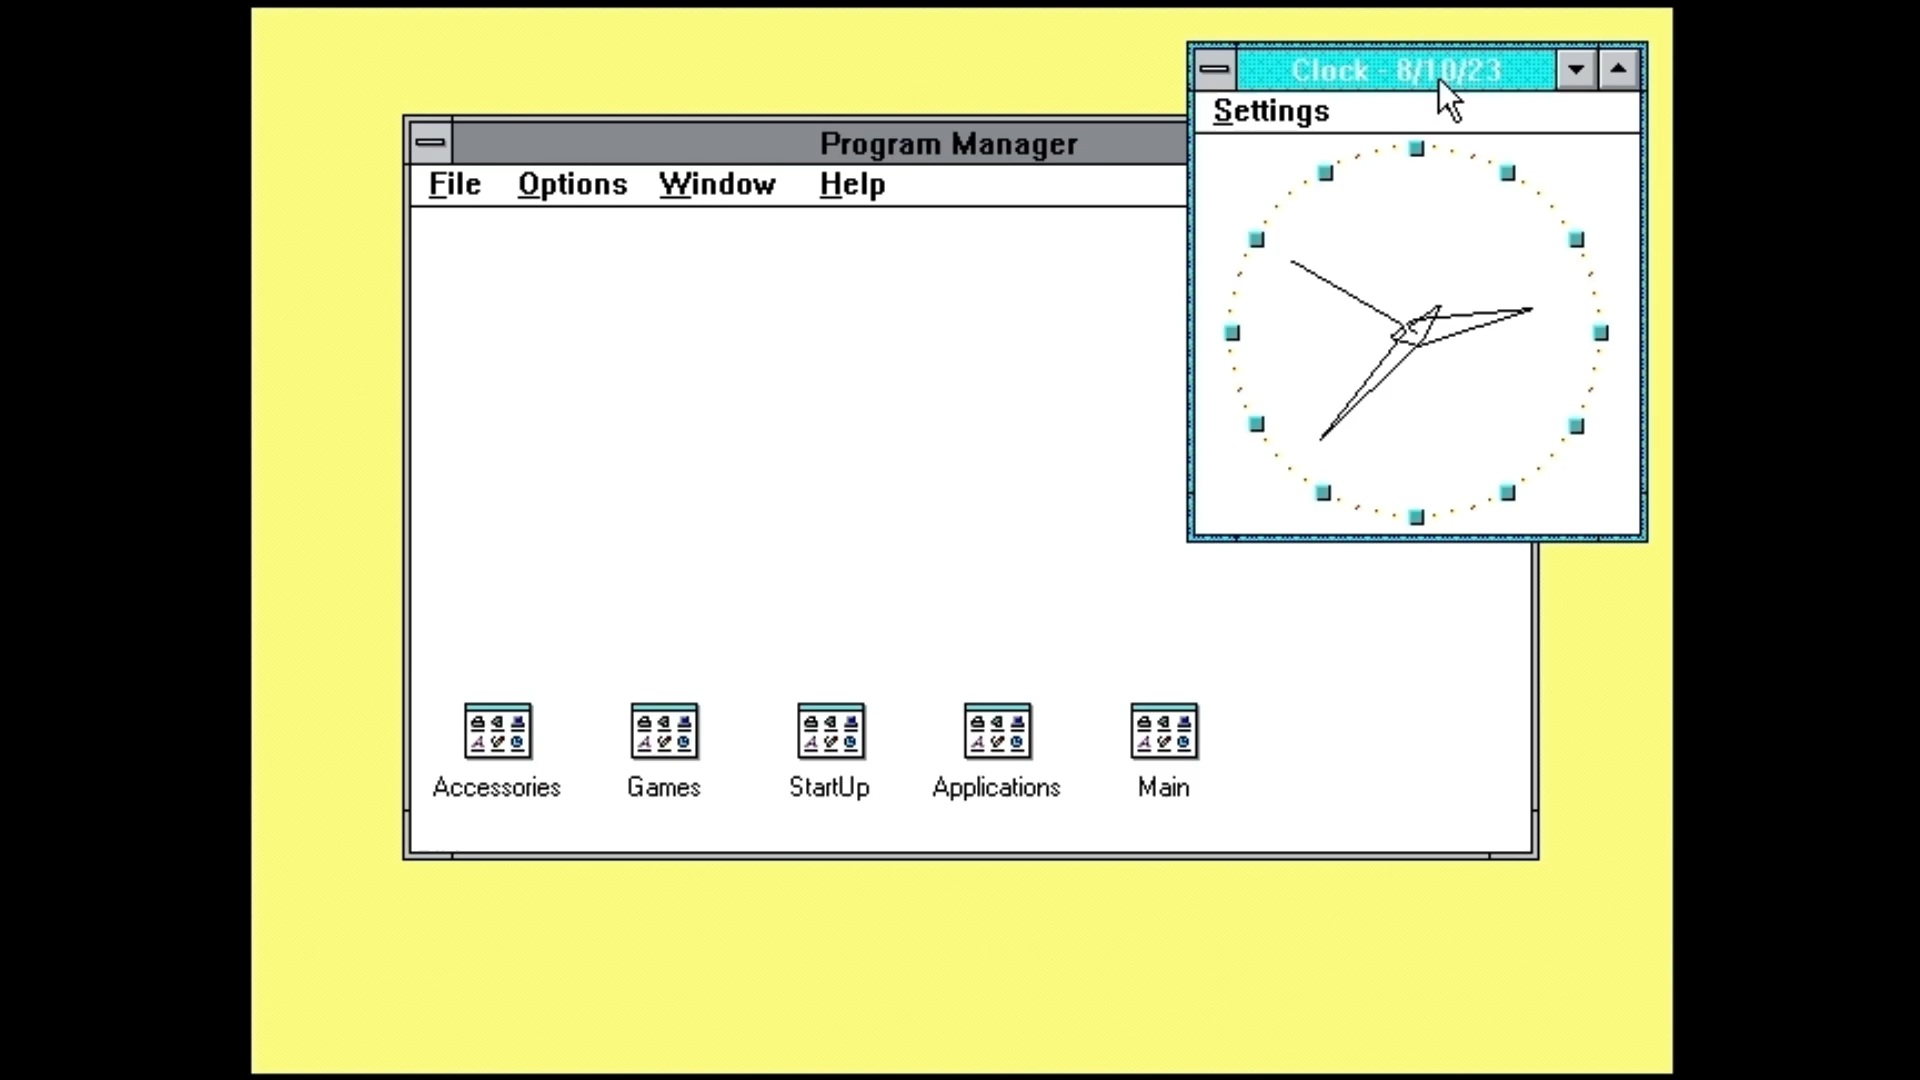 Clock - 8/10/23
Settings
Program Manager
File Options Window Help
Accessories Games StartUp Applications Main